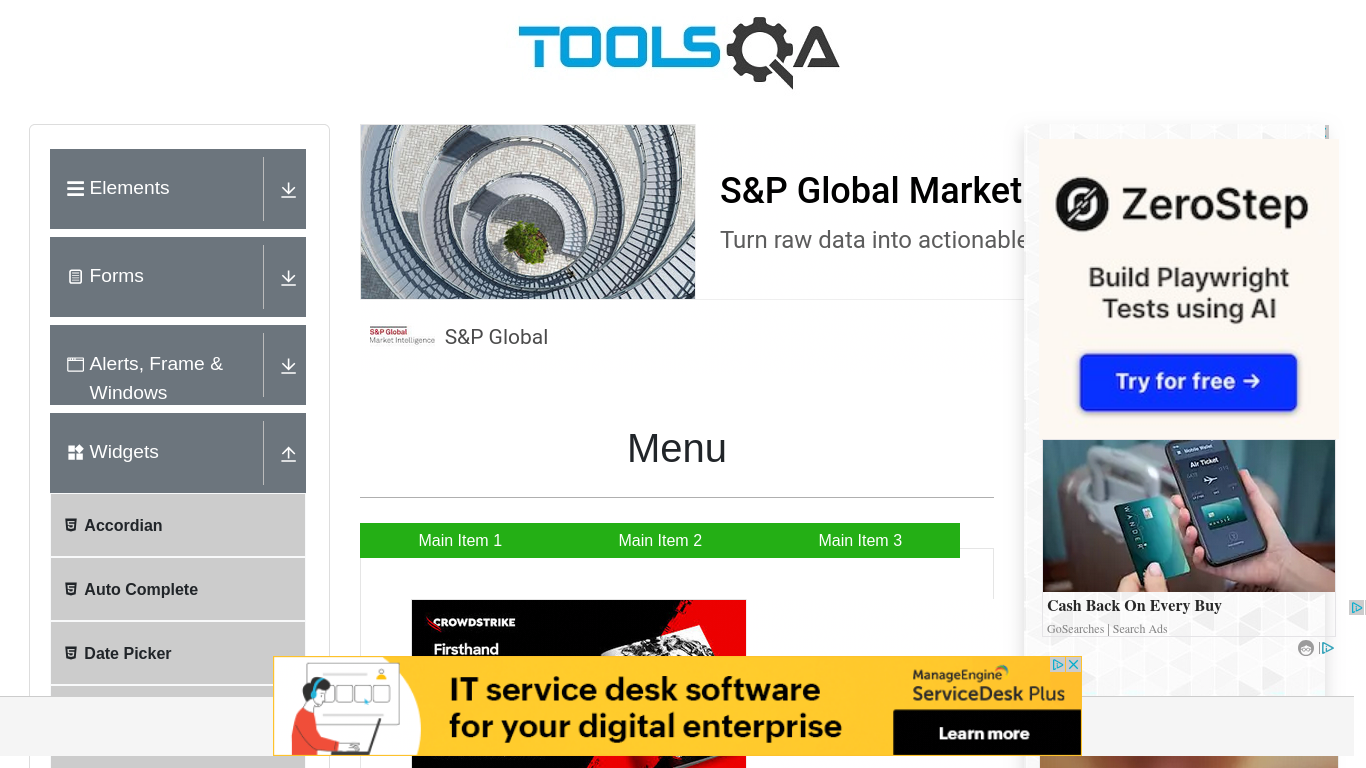 TOOLSQA
Elements
Forms
Alerts, Frame &
Windows
Widgets
Accordian
Auto Complete
Date Picker
S&P Global Market
Turn raw data into actionable
S&P Global
Market Intelligence
S&P Global
Menu
Main Item 1
Main Item 2
Main Item 3
CROWDSTRIKE
Firsthand
ZeroStep
Build Playwright
Tests using AI
Try for free →
Mobile Wallet
Air Ticket
WANDER
Cash Back On Every Buy
GoSearches | Search Ads
IT service desk software
for your digital enterprise
ManageEngine
ServiceDesk Plus
Learn more